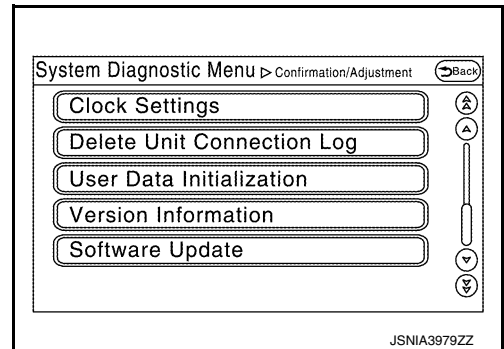 System Diagnostic Menu ▷ Confirmation/Adjustment Back
Clock Settings
Delete Unit Connection Log
User Data Initialization
Version Information
Software Update
JSNIA3979ZZ